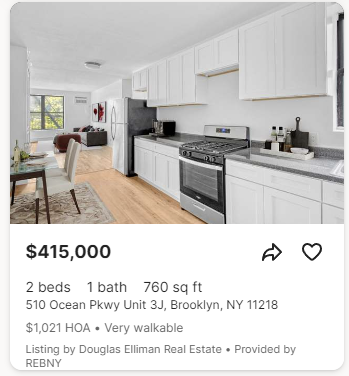 $415,000
2 beds 1 bath 760 sq ft
510 Ocean Pkwy Unit 3J, Brooklyn, NY 11218
$1,021 HOA • Very walkable
Listing by Douglas Elliman Real Estate • Provided by
REBNY